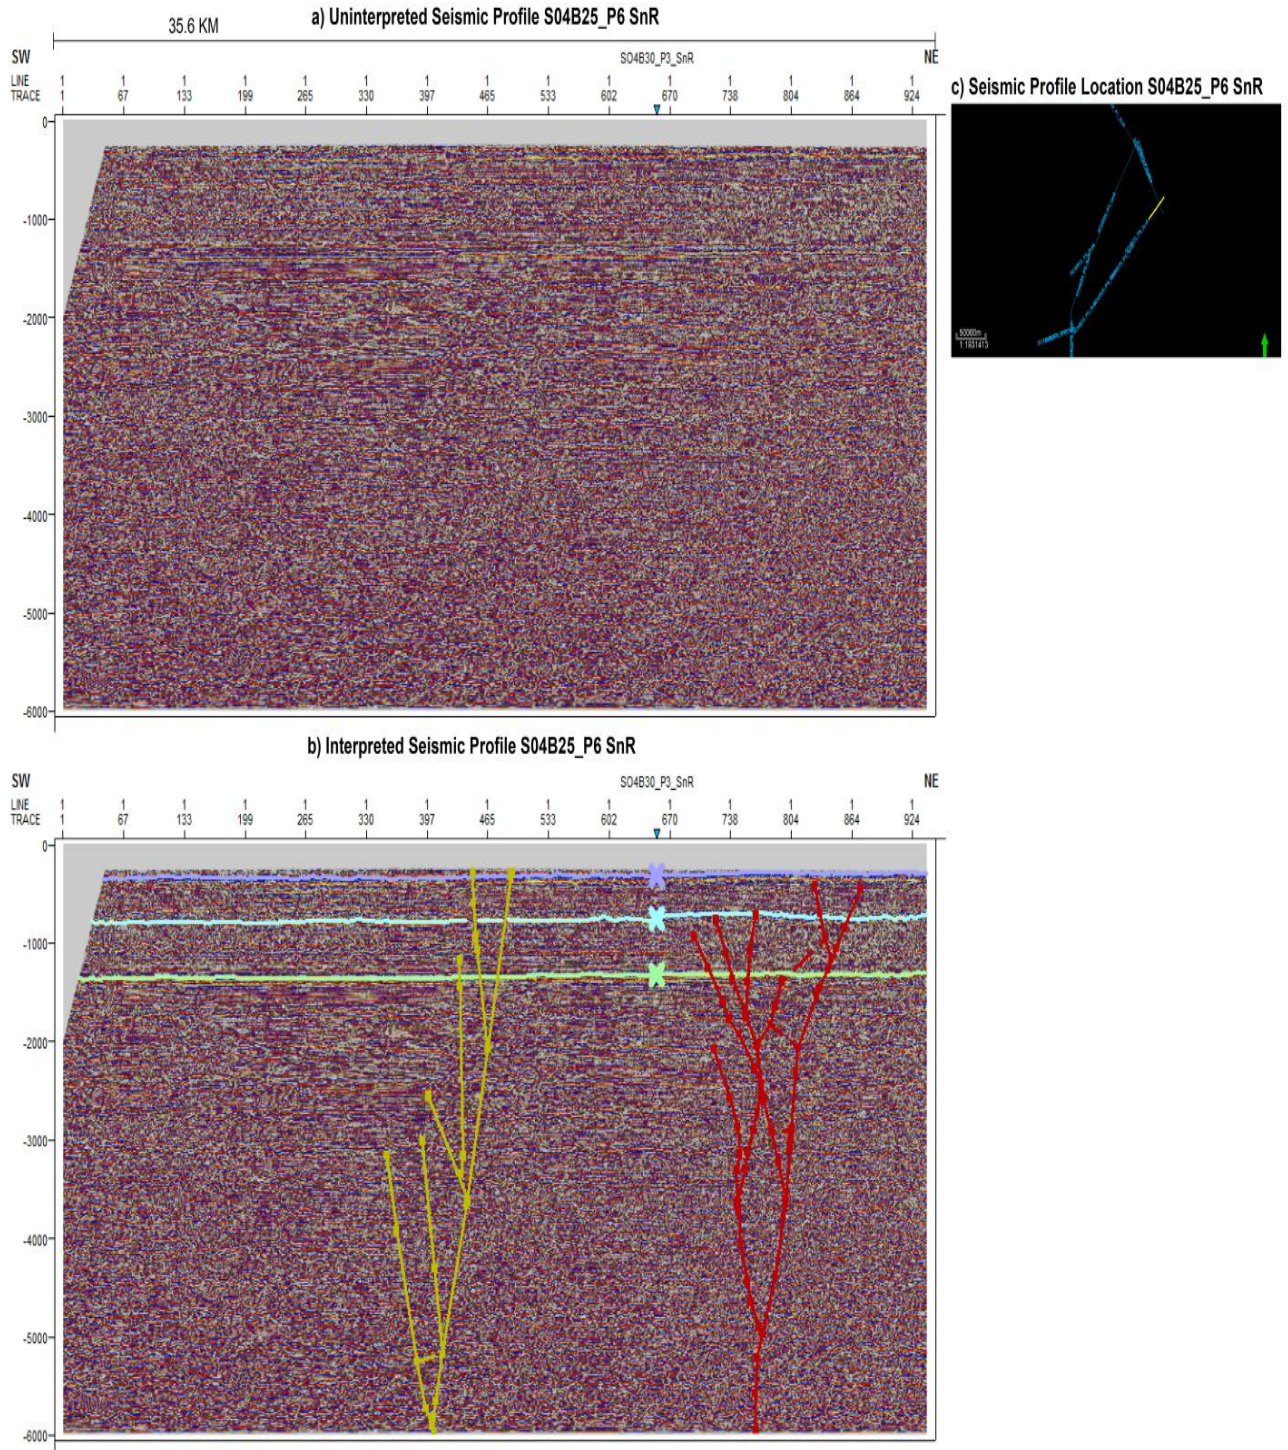 a) Uninterpreted Seismic Profile S04B25_P6 SnR
35.6 KM
SW SO4B30_P3_SnR NE
LINE 1 1 1 1 1 1 1 1 1 1 1 1 1 1 1
TRACE 1 67 133 199 265 330 397 465 533 602 670 738 804 864 924
c) Seismic Profile Location S04B25_P6 SnR
0
-1000
-2000
-3000
-4000
-5000
-6000
50000m
1:1931413
b) Interpreted Seismic Profile S04B25_P6 SnR
SW SO4B30_P3_SnR NE
LINE 1 1 1 1 1 1 1 1 1 1 1 1 1 1 1
TRACE 1 67 133 199 265 330 397 465 533 602 670 738 804 864 924
0
-1000
-2000
-3000
-4000
-5000
-6000